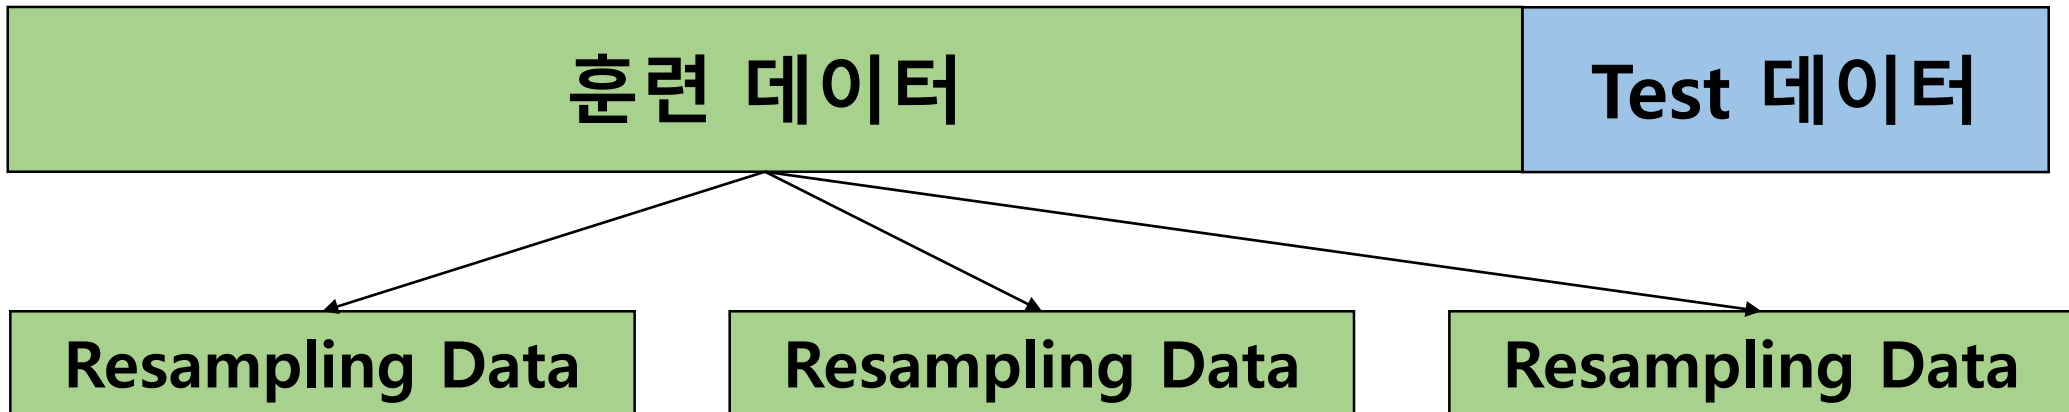 훈련 데이터
Test 데이터
Resampling Data
Resampling Data
Resampling Data